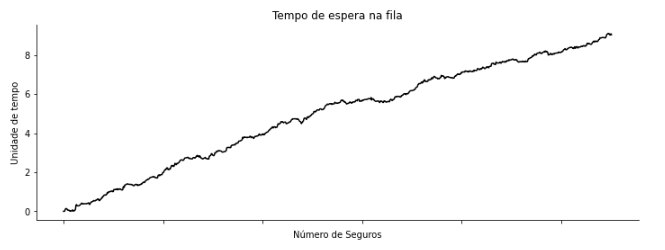 Tempo de espera na fila
Unidade de tempo
8
6
4
2
0
Número de Seguros